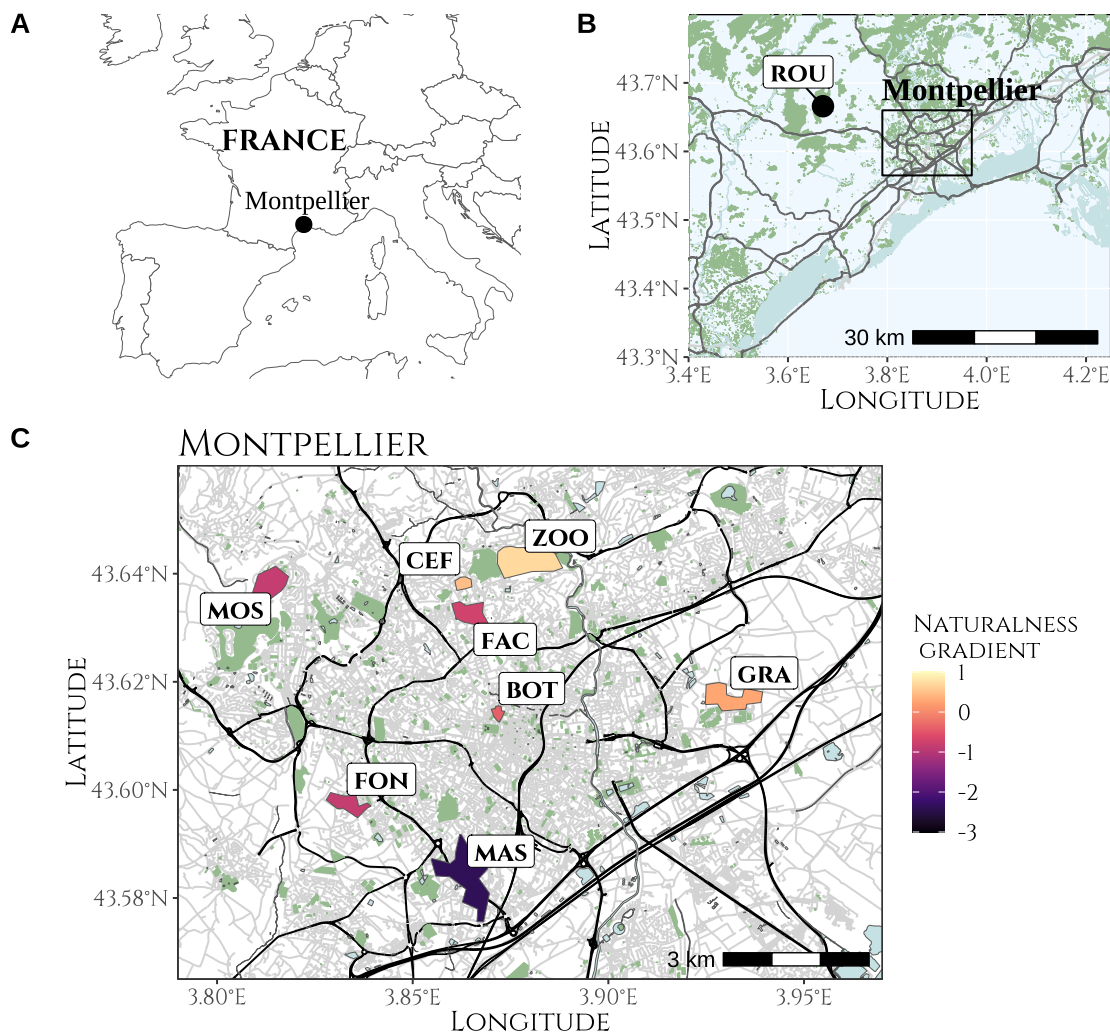 A
FRANCE
Montpellier
B
ROU
Montpellier
43.7°N
43.6°N
43.5°N
43.4°N
43.3°N
LATITUDE
30 km
3.4°E
3.6°E
3.8°E
4.0°E
4.2°E
LONGITUDE
C
MONTPELLIER
ZOO
CEF
MOS
FAC
BOT
GRA
FON
MAS
43.64°N
43.62°N
43.60°N
43.58°N
LATITUDE
3 km
3.80°E
3.85°E
3.90°E
3.95°E
LONGITUDE
NATURALNESS
GRADIENT
1
0
-1
-2
-3